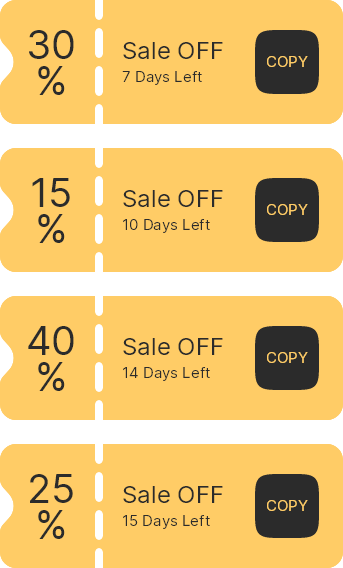 30
%
Sale OFF
7 Days Left
COPY
15
%
Sale OFF
10 Days Left
COPY
40
%
Sale OFF
14 Days Left
COPY
25
%
Sale OFF
15 Days Left
COPY